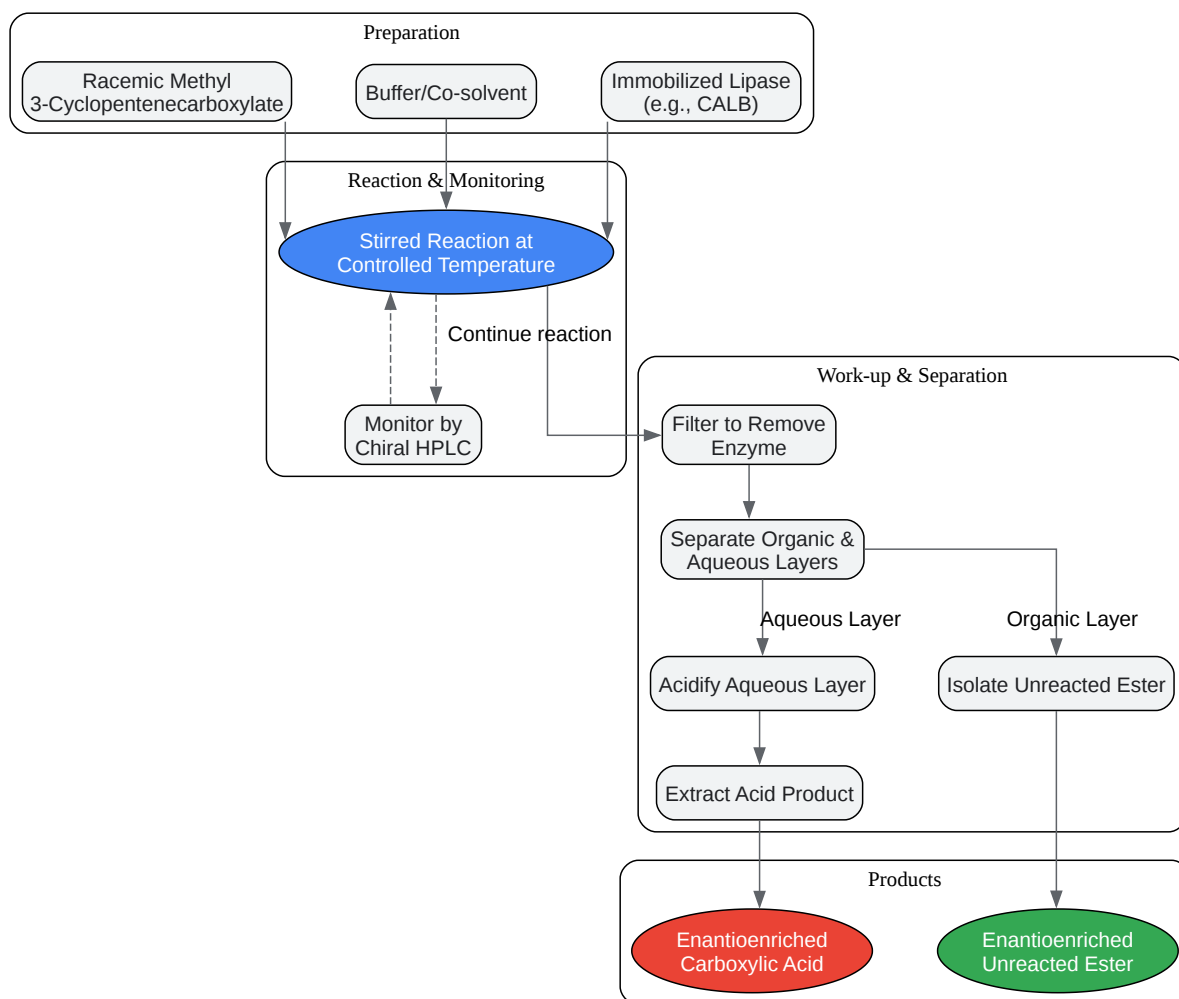 Preparation
Racemic Methyl
3-Cyclopentenecarboxylate
Buffer/Co-solvent
Immobilized Lipase
(e.g., CALB)
Reaction & Monitoring
Stirred Reaction at
Controlled Temperature
Continue reaction
Monitor by
Chiral HPLC
Work-up & Separation
Filter to Remove
Enzyme
Separate Organic &
Aqueous Layers
Aqueous Layer
Organic Layer
Acidify Aqueous Layer
Isolate Unreacted Ester
Extract Acid Product
Products
Enantioenriched
Carboxylic Acid
Enantioenriched
Unreacted Ester